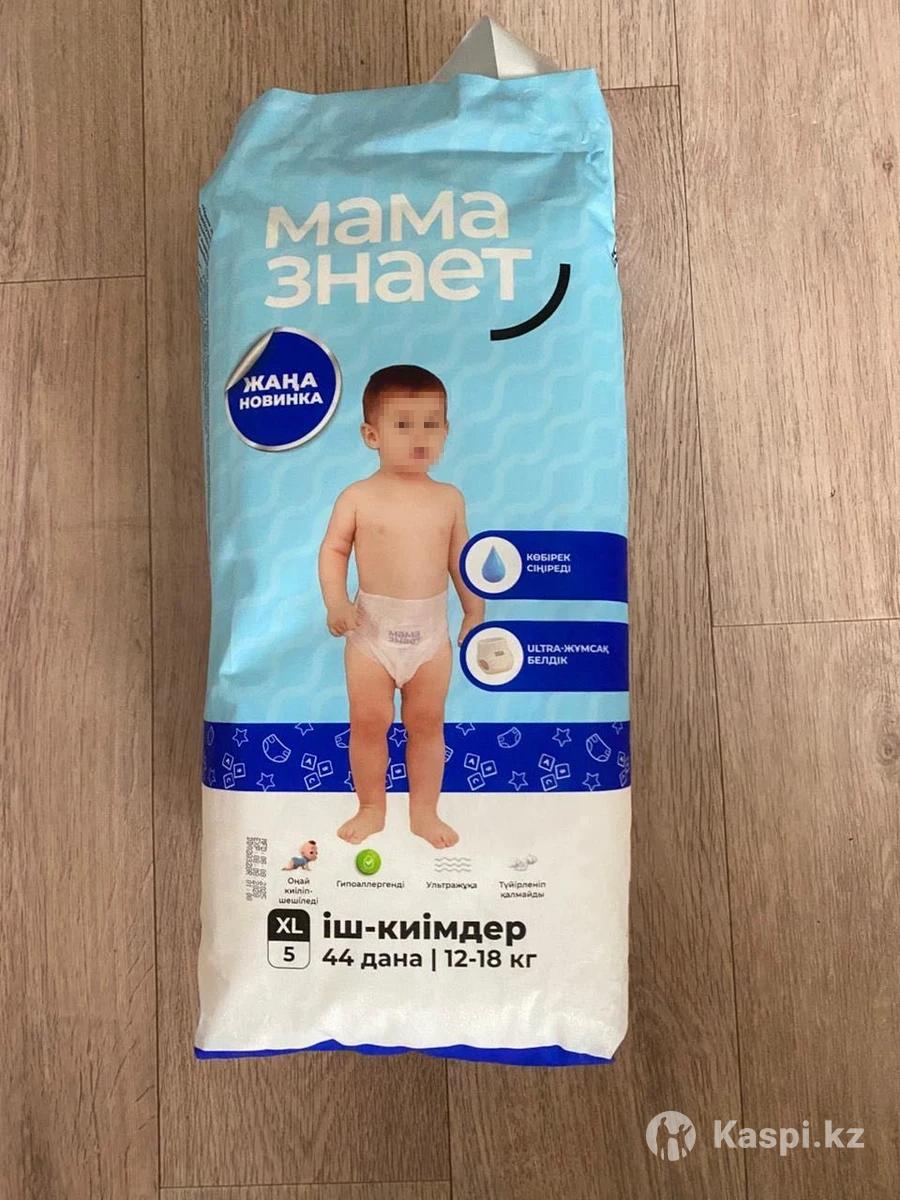 мама
знает
ЖАҢА
НОВИНКА
КӨБІРЕК
СІҢІРЕДІ
ULTRA-ЖҰМСАҚ
БЕЛДІК
Оңай
киіліп-
шешіледі
Гипоаллергенді
Ультражұқа
Түйірленіп
қалмайды
XL
5
іш-киімдер
44 дана | 12-18 кг
Kaspi.kz